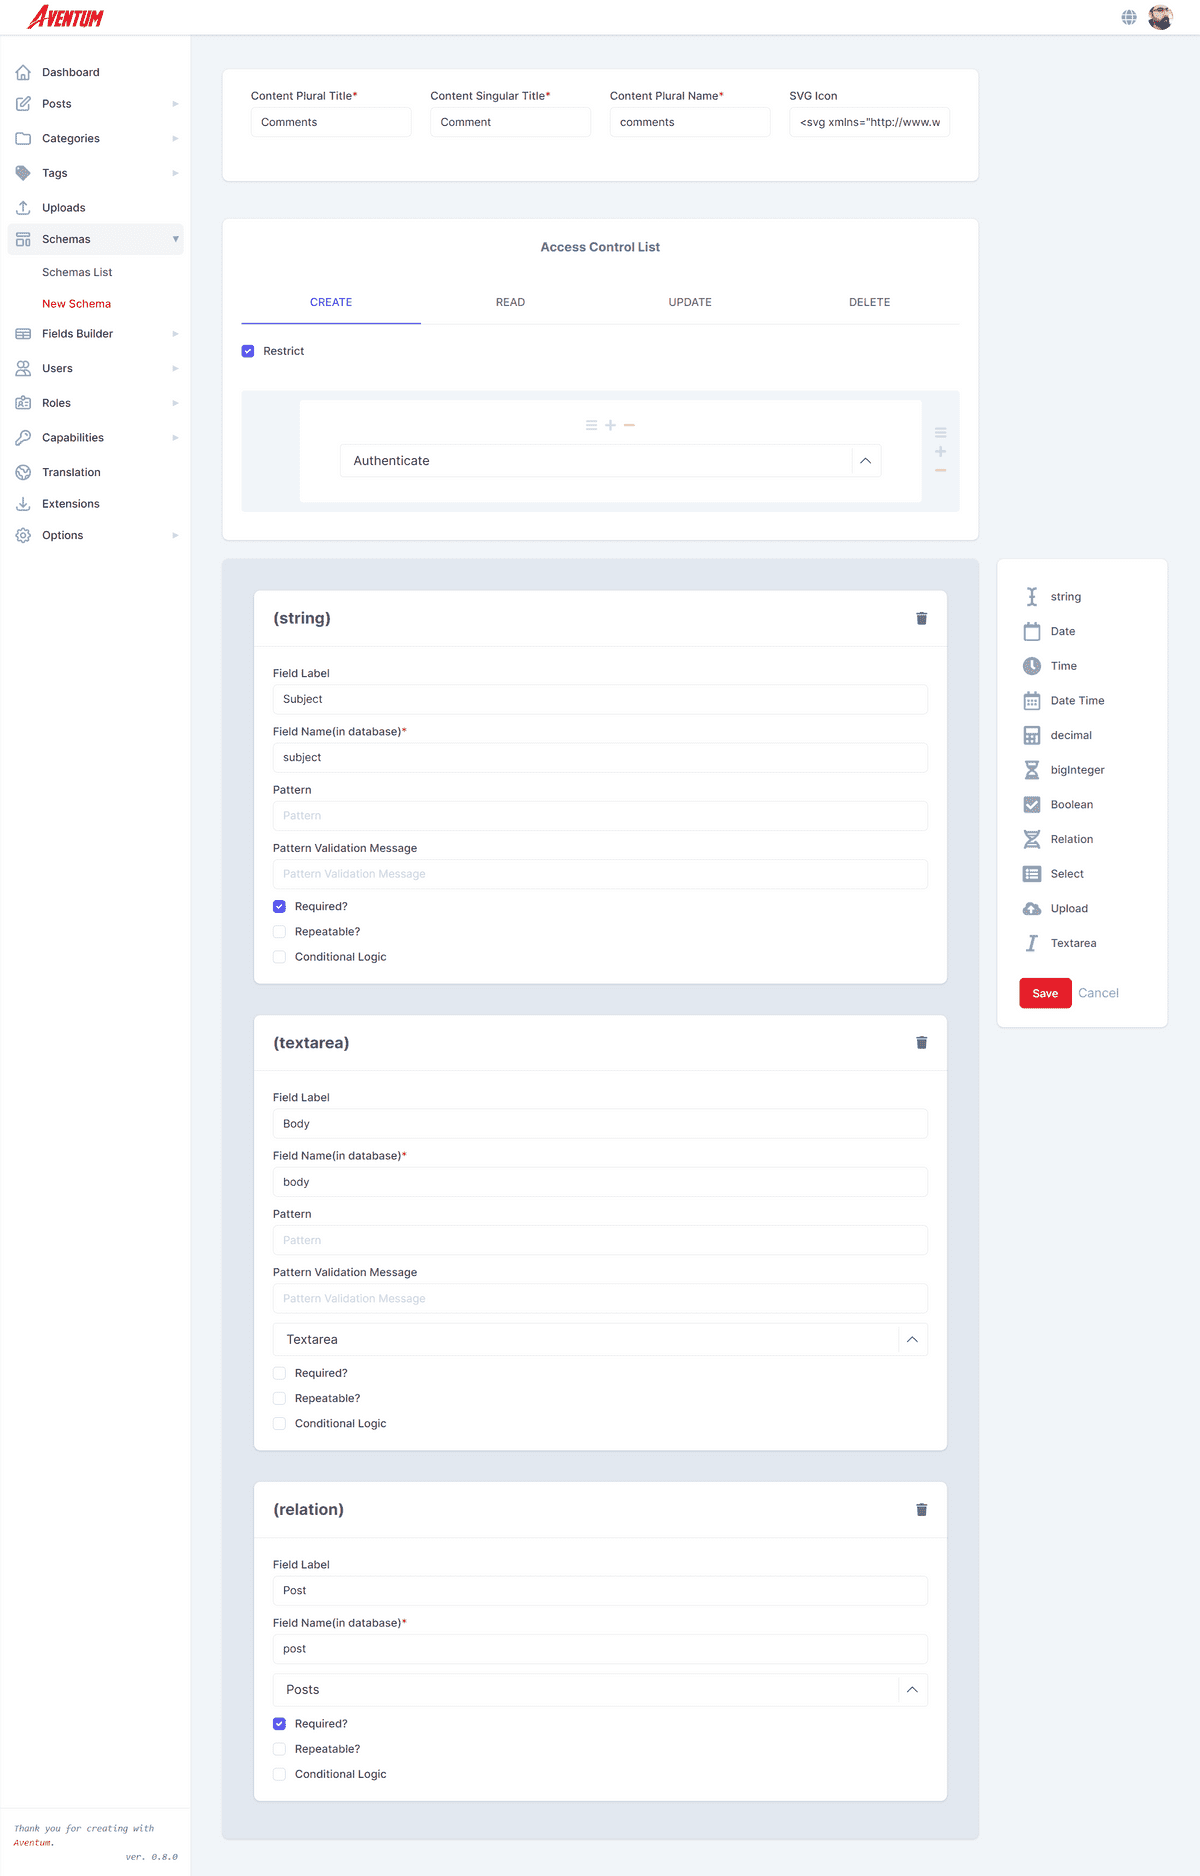 AVENTUM
Dashboard
Posts
Categories
Tags
Uploads
Schemas
Schemas List
New Schema
Fields Builder
Users
Roles
Capabilities
Translation
Extensions
Options
Thank you for creating with
Aventum.
ver. 0.8.0
Content Plural Title* Content Singular Title* Content Plural Name* SVG Icon
Comments Comment comments <svg xmlns="http://www.w
Access Control List
CREATE READ UPDATE DELETE
Restrict
Authenticate
(string)
Field Label
Subject
Field Name(in database)*
subject
Pattern
Pattern
Pattern Validation Message
Pattern Validation Message
Required?
Repeatable?
Conditional Logic
(textarea)
Field Label
Body
Field Name(in database)*
body
Pattern
Pattern
Pattern Validation Message
Pattern Validation Message
Textarea
Required?
Repeatable?
Conditional Logic
(relation)
Field Label
Post
Field Name(in database)*
post
Posts
Required?
Repeatable?
Conditional Logic
string
Date
Time
Date Time
decimal
bigInteger
Boolean
Relation
Select
Upload
Textarea
Save Cancel